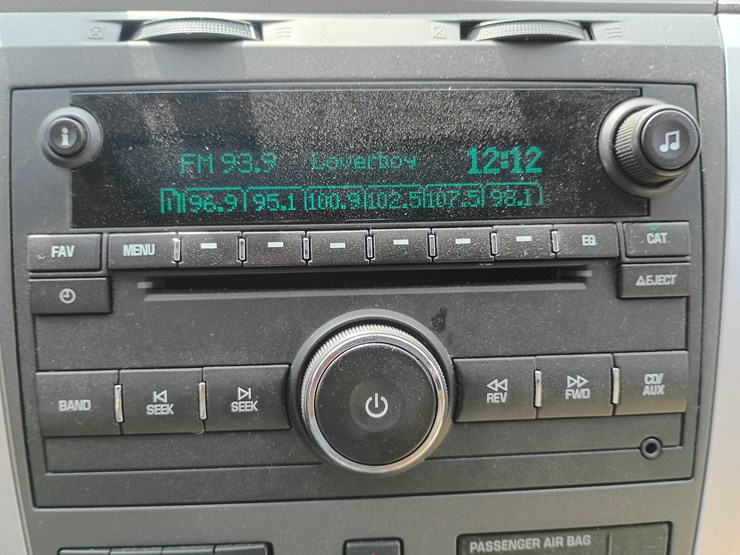 i
FM 93.9 Loverboy 12:12
1 96.9 95.1 100.9 102.5 107.5 98.1
FAV MENU EQ CAT
EJECT
BAND SEEK SEEK REV FWD CD/AUX
PASSENGER AIR BAG